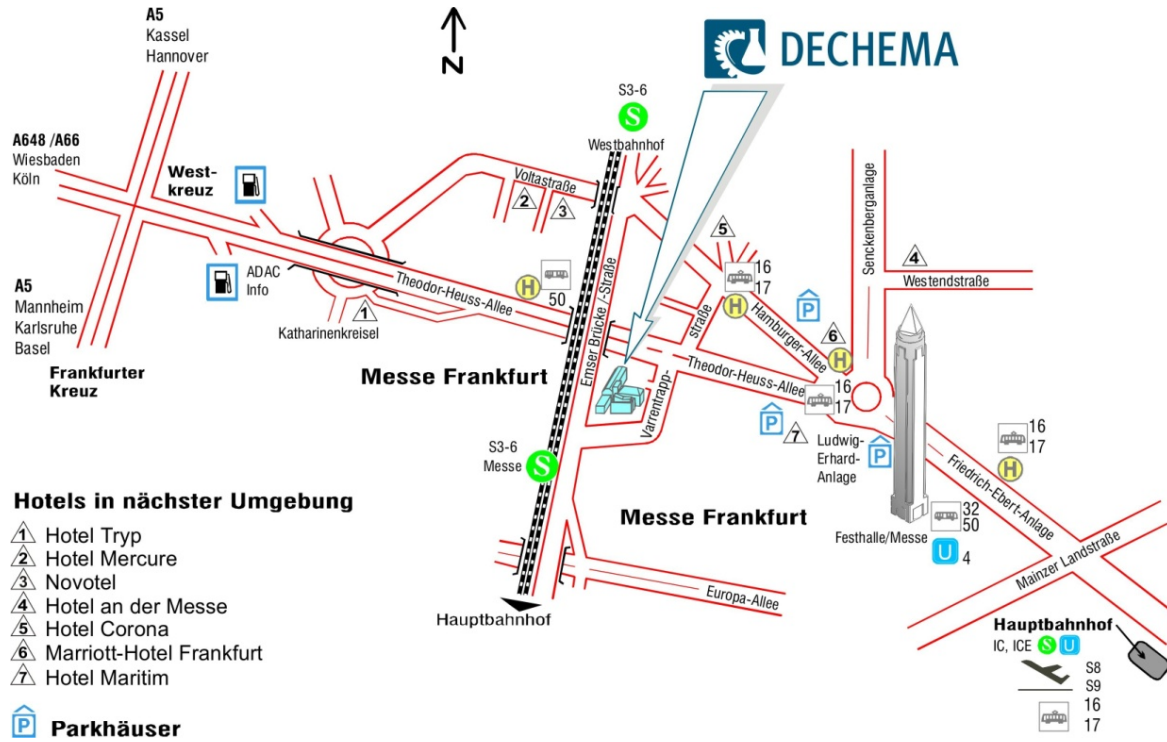 A5
Kassel
Hannover
N
DECHEMA
S3-6
S
Westbahnhof
A648 /A66
Wiesbaden
Köln
West-
kreuz
Voltastraße
2
3
5
Senckenberganlage
4
Westendstraße
16
17
H
P
ADAC
Info
Theodor-Heuss-Allee
H
50
1
Katharinenkreisel
Emser Brücke /-Straße
straße
Varrentrapp-
Hamburger-Allee
6
H
A5
Mannheim
Karlsruhe
Basel
Frankfurter
Kreuz
Messe Frankfurt
Theodor-Heuss-Allee
16
17
P
7
Ludwig-
Erhard-
Anlage
P
16
17
H
Friedrich-Ebert-Anlage
S3-6
Messe
S
Messe Frankfurt
Festhalle/Messe
32
50
U
4
Mainzer Landstraße
Europa-Allee
Hauptbahnhof
Hotels in nächster Umgebung
1 Hotel Tryp
2 Hotel Mercure
3 Novotel
4 Hotel an der Messe
5 Hotel Corona
6 Marriott-Hotel Frankfurt
7 Hotel Maritim
P Parkhäuser
Hauptbahnhof
IC, ICE S U
S8
S9
16
17